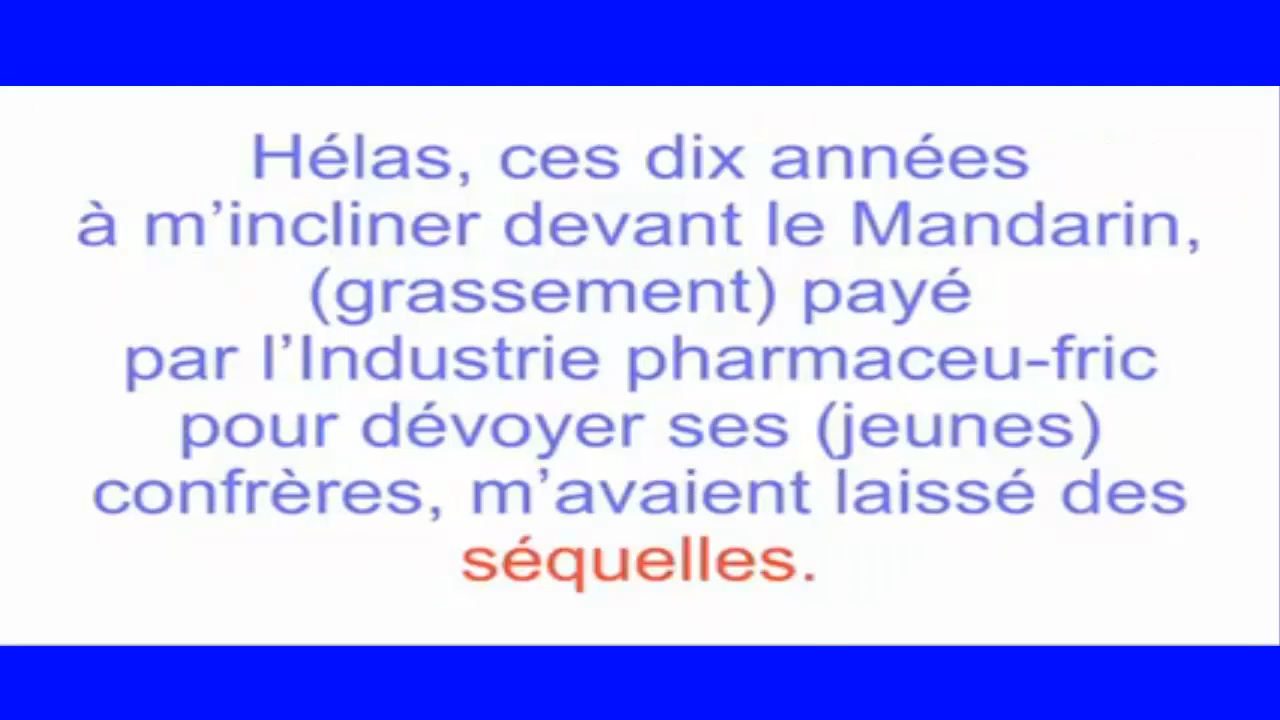 Hélas, ces dix années
à m’incliner devant le Mandarin,
(grassement) payé
par l’Industrie pharmaceu-fric
pour dévoyer ses (jeunes)
confrères, m’avaient laissé des
séquelles.